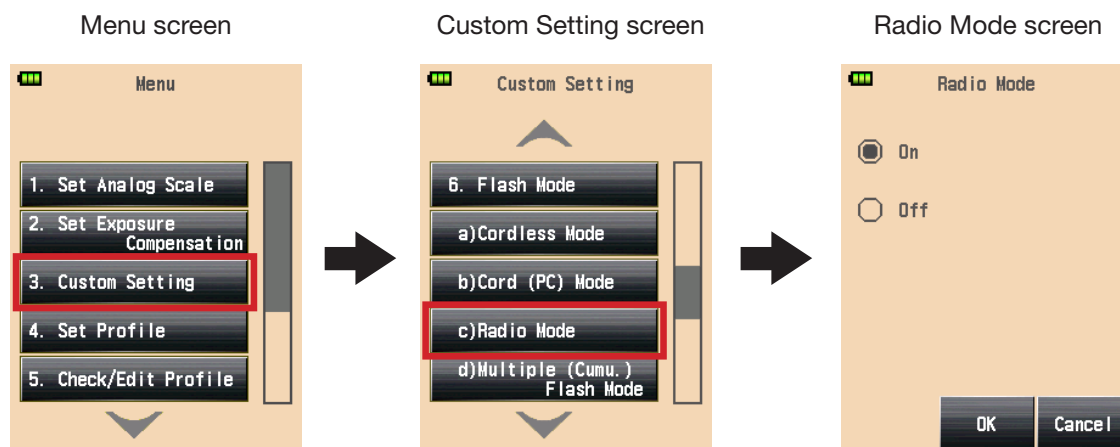 Menu screen
Custom Setting screen
Radio Mode screen
Menu
1. Set Analog Scale
2. Set Exposure
Compensation
3. Custom Setting
4. Set Profile
5. Check/Edit Profile
Custom Setting
6. Flash Mode
a)Cordless Mode
b)Cord (PC) Mode
c)Radio Mode
d)Multiple (Cumu.)
Flash Mode
Radio Mode
On
Off
OK
Cancel